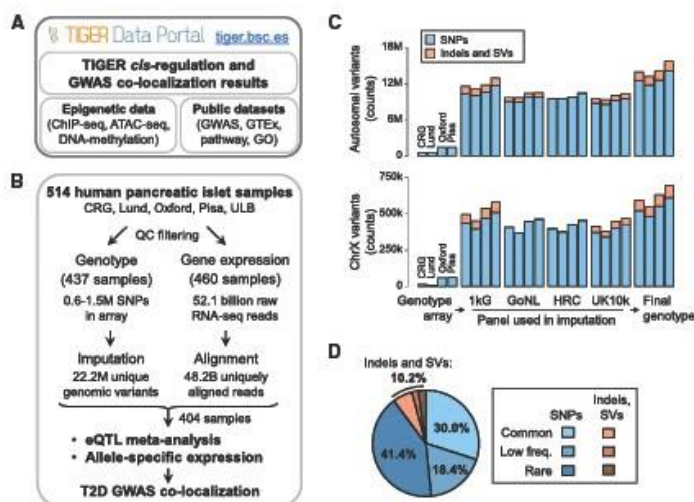 A
TIGER Data Portal tiger.bsc.es
TIGER cis-regulation and
GWAS co-localization results
Epigenetic data
(ChIP-seq, ATAC-seq,
DNA-methylation)
Public datasets
(GWAS, GTEx,
pathway, GO)
B
514 human pancreatic islet samples
CRG, Lund, Oxford, Pisa, ULB
QC filtering
Genotype
(437 samples)
0.6-1.5M SNPs
in array
Gene expression
(460 samples)
52.1 billion raw
RNA-seq reads
Imputation
22.2M unique
genomic variants
Alignment
48.2B uniquely
aligned reads
404 samples
• eQTL meta-analysis
• Allele-specific expression
T2D GWAS co-localization
C
SNPs
Indels and SVs
Autosomal variants
(counts)
18M
12M
6M
0
CRG
Lund
Oxford
Pisa
ChrX variants
(counts)
750k
500k
250k
0
CRG
Lund
Oxford
Pisa
Genotype
array
1kG GoNL HRC UK10k
Panel used in imputation
Final
genotype
D
Indels and SVs:
10.2%
30.0%
18.4%
41.4%
SNPs
Indels,
SVs
Common
Low freq.
Rare